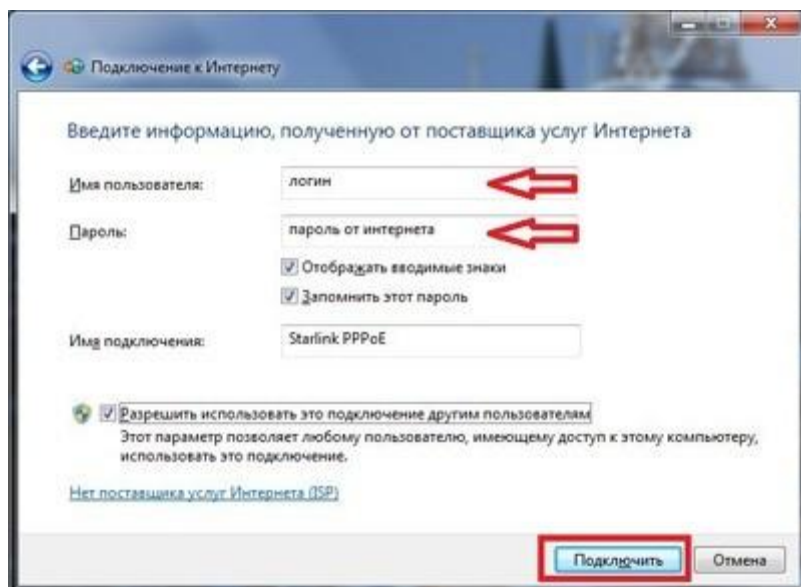 Подключение к Интернету
Введите информацию, полученную от поставщика услуг Интернета
Имя пользователя:
логин
Пароль:
пароль от интернета
Отображать вводимые знаки
Запомнить этот пароль
Имя подключения:
Starlink PPPoE
Разрешить использовать это подключение другим пользователям
Этот параметр позволяет любому пользователю, имеющему доступ к этому компьютеру,
использовать это подключение.
Нет поставщика услуг Интернета (ISP)
Подключить
Отмена